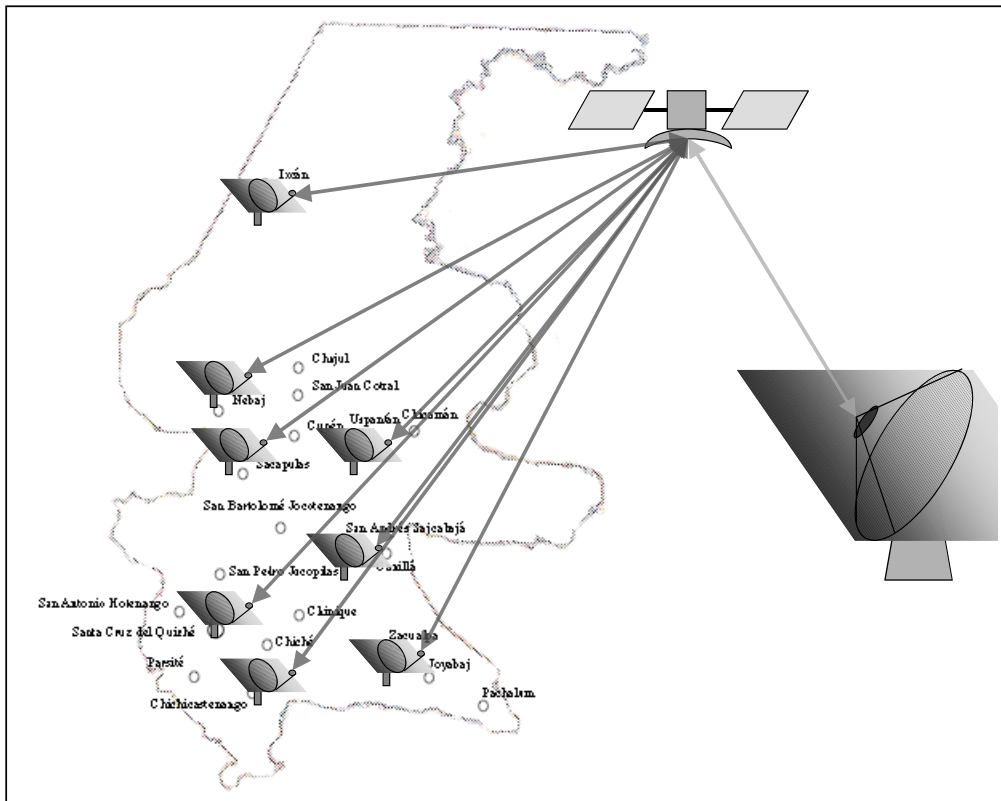 Ixcán
Chajul
San Juan Cotzal
Nebaj
Uspantán
Chicamán
Cunén
Sacapulas
San Bartolomé Jocotenango
San Andrés Sajcabajá
Canillá
San Pedro Jocopilas
San Antonio Ilotenango
Chinique
Santa Cruz del Quiché
Zacualpa
Chiché
Joyabaj
Patzité
Pachalum
Chichicastenango